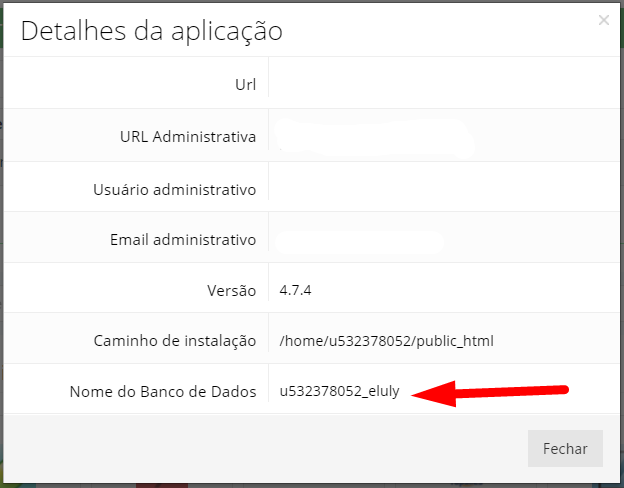 Detalhes da aplicação
×
Url
URL Administrativa
Usuário administrativo
Email administrativo
Versão 4.7.4
Caminho de instalação /home/u532378052/public_html
Nome do Banco de Dados u532378052_eluly
Fechar